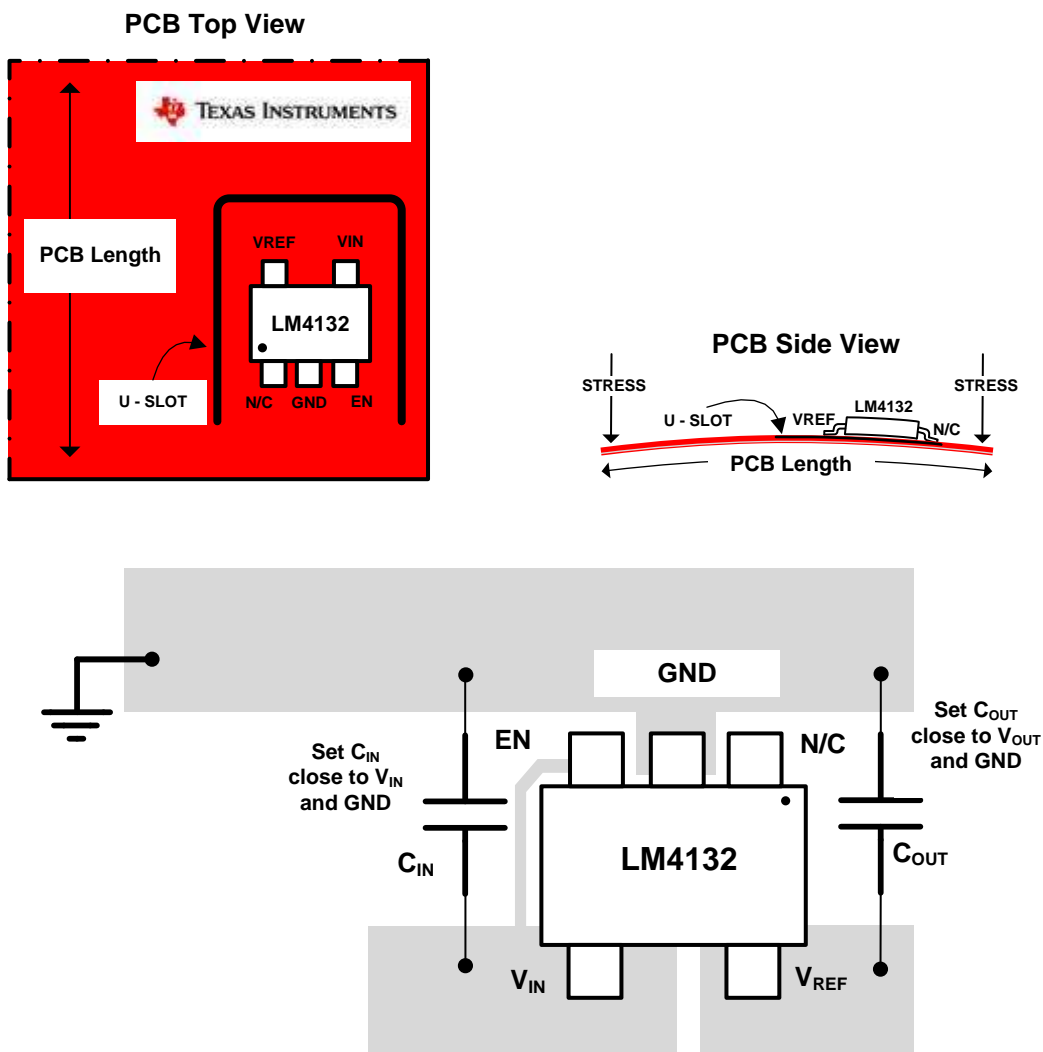 PCB Top View
TEXAS INSTRUMENTS
PCB Length
VREF VIN
LM4132
U - SLOT
N/C GND EN
PCB Side View
STRESS
STRESS
U - SLOT
VREF
LM4132
N/C
PCB Length
GND
EN
N/C
Set CIN
close to VIN
and GND
Set COUT
close to VOUT
and GND
CIN
LM4132
COUT
VIN
VREF